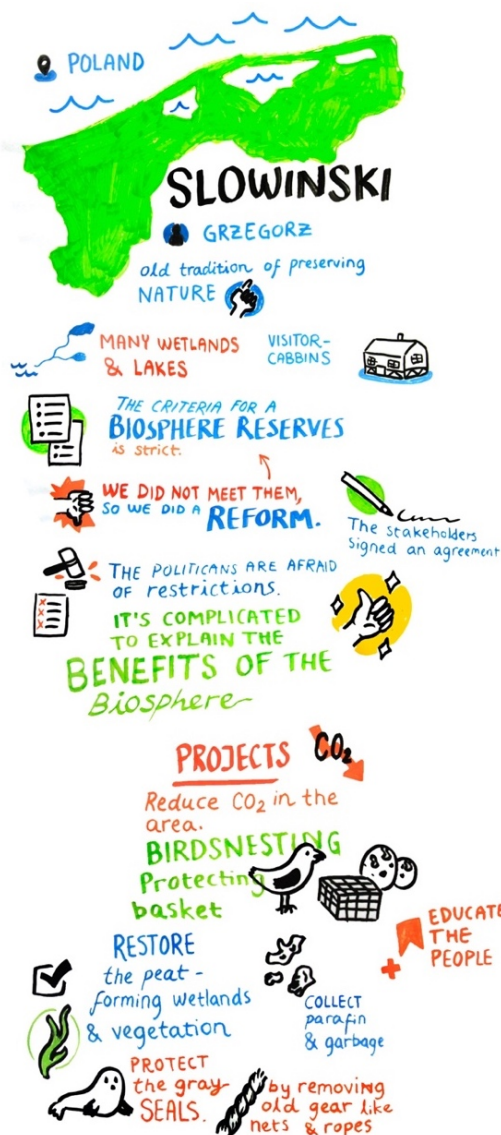 POLAND
SLOWINSKI
GRZEGORZ
old tradition of preserving
NATURE
MANY WETLANDS
& LAKES
VISITOR-
CABBINS
THE CRITERIA FOR A
BIOSPHERE RESERVES
is strict.
WE DID NOT MEET THEM,
SO WE DID A REFORM.
The stakeholders
signed an agreement
THE POLITICANS ARE AFRAID
OF restrictions.
IT'S COMPLICATED
TO EXPLAIN THE
BENEFITS OF THE
Biosphere
PROJECTS
CO2
Reduce CO2 in the
area.
BIRDSNESTING
Protecting
basket
EDUCATE
THE
PEOPLE
RESTORE
the peat-
forming wetlands
& vegetation
COLLECT
parafin
& garbage
PROTECT
the gray
SEALS.
by removing
old gear like
nets & ropes